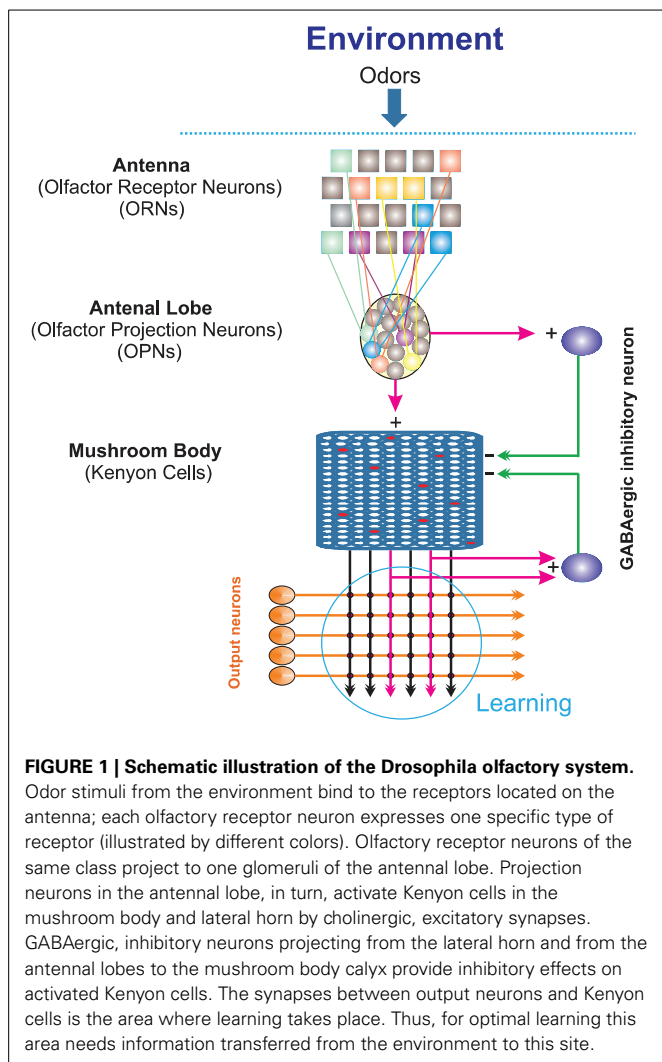 Environment
Odors
Antenna
(Olfactor Receptor Neurons)
(ORNs)
Antenal Lobe
(Olfactor Projection Neurons)
OPNs)
+
+
GABAergic inhibitory neuron
Mushroom Body
(Kenyon Cells)
-
-
+
Output neurons
Learning
FIGURE 1 | Schematic illustration of the Drosophila olfactory system.
Odor stimuli from the environment bind to the receptors located on the
antenna; each olfactory receptor neuron expresses one specific type of
receptor (illustrated by different colors). Olfactory receptor neurons of the
same class project to one glomeruli of the antennal lobe. Projection
neurons in the antennal lobe, in turn, activate Kenyon cells in the
mushroom body and lateral horn by cholinergic, excitatory synapses.
GABAergic, inhibitory neurons projecting from the lateral horn and from the
antennal lobes to the mushroom body calyx provide inhibitory effects on
activated Kenyon cells. The synapses between output neurons and Kenyon
cells is the area where learning takes place. Thus, for optimal learning this
area needs information transferred from the environment to this site.